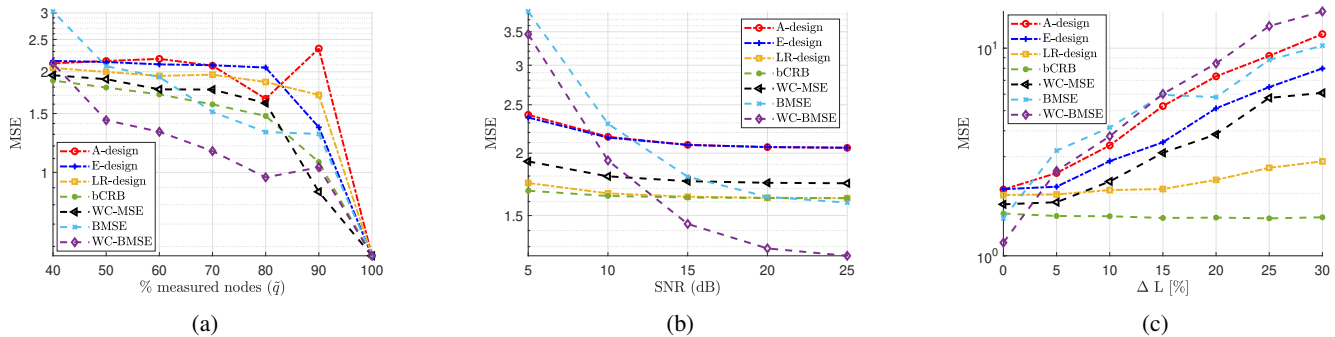 3
2.5
2
1.5
1
MSE
A-design
E-design
LR-design
bCRB
WC-MSE
BMSE
WC-BMSE
40 50 60 70 80 90 100
% measured nodes (q̃)
(a)
3.5
3
2.5
2
1.5
MSE
A-design
E-design
LR-design
bCRB
WC-MSE
BMSE
WC-BMSE
5 10 15 20 25
SNR (dB)
(b)
10¹
10⁰
MSE
A-design
E-design
LR-design
bCRB
WC-MSE
BMSE
WC-BMSE
0 5 10 15 20 25 30
Δ L [%]
(c)